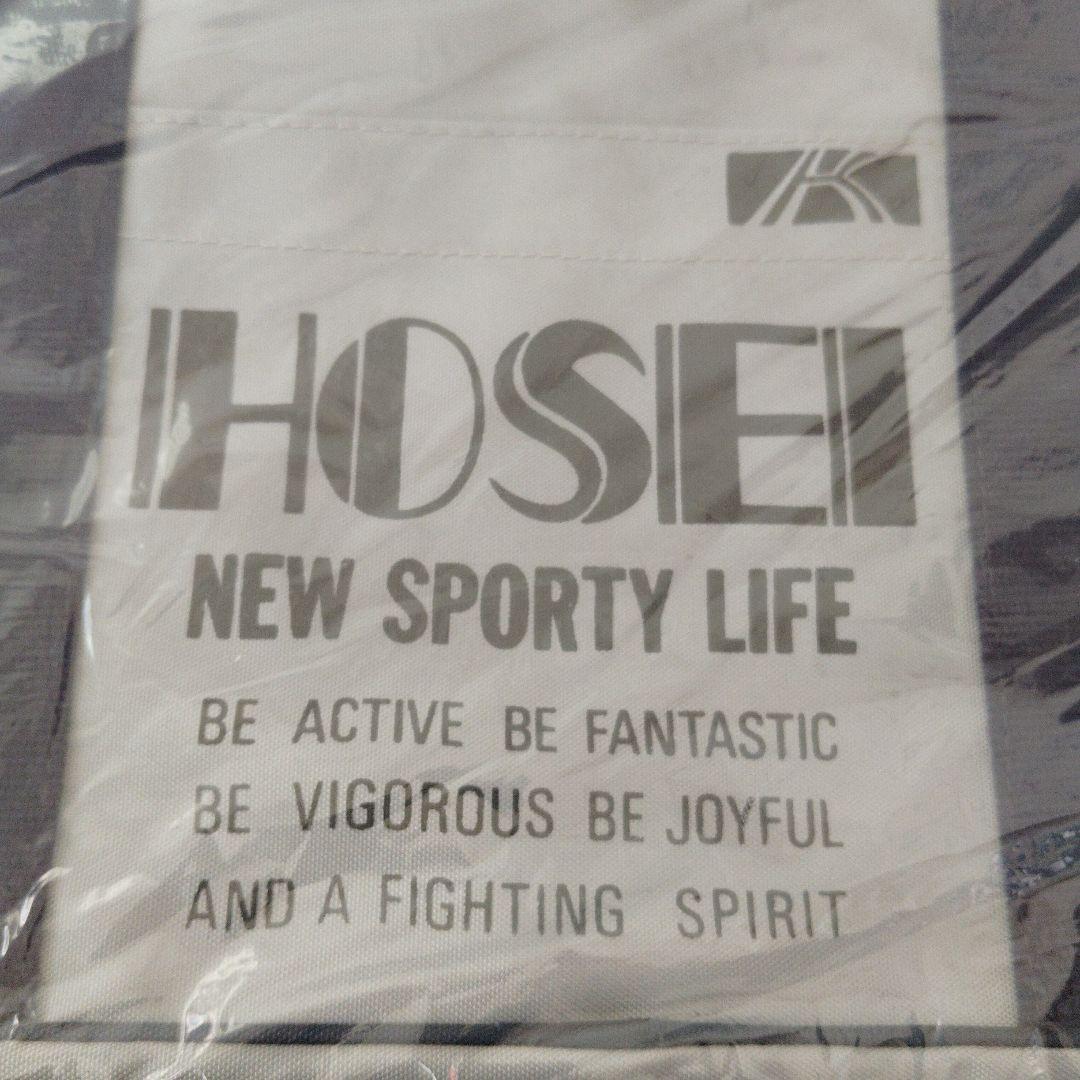 K
HOSEI
NEW SPORTY LIFE
BE ACTIVE BE FANTASTIC
BE VIGOROUS BE JOYFUL
AND A FIGHTING SPIRIT